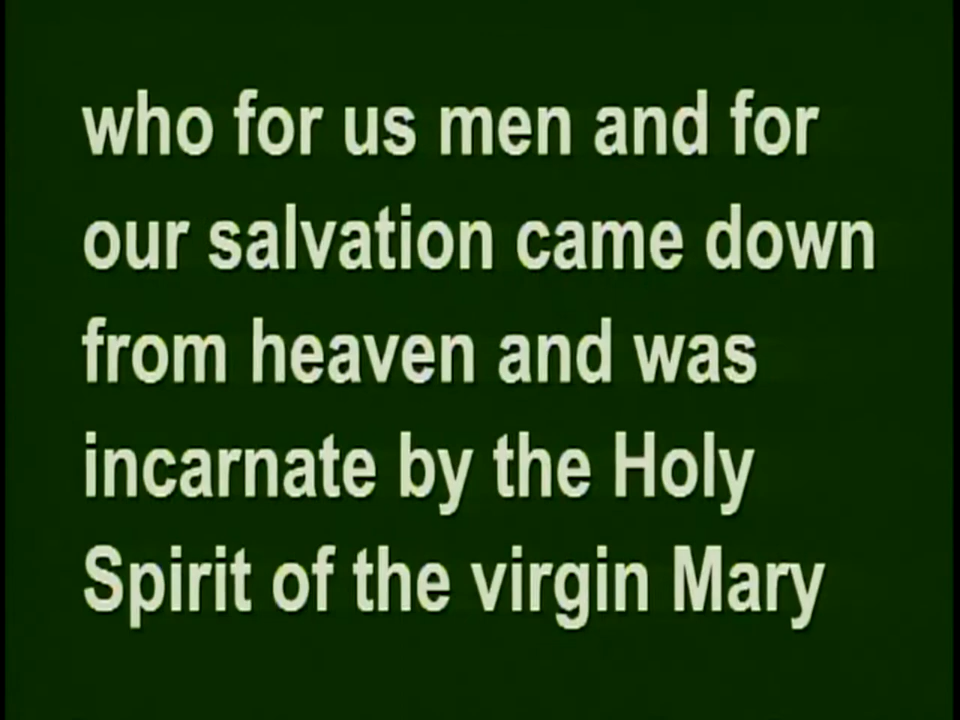 who for us men and for
our salvation came down
from heaven and was
incarnate by the Holy
Spirit of the virgin Mary